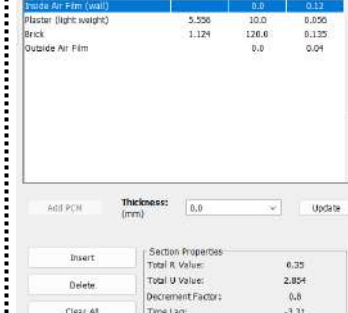 Inside Air Film (wall) 0.0 0.12
Plaster (light weight) 5.556 10.0 0.056
Brick 1.124 120.0 0.135
Outside Air Film 0.0 0.04
Add PCM Thickness: (mm) 0.0 Update
Insert Section Properties
Total R Value: 0.35
Delete Total U Value: 2.854
Decrement Factor: 0.8
Clear All Time Lag: -3.31